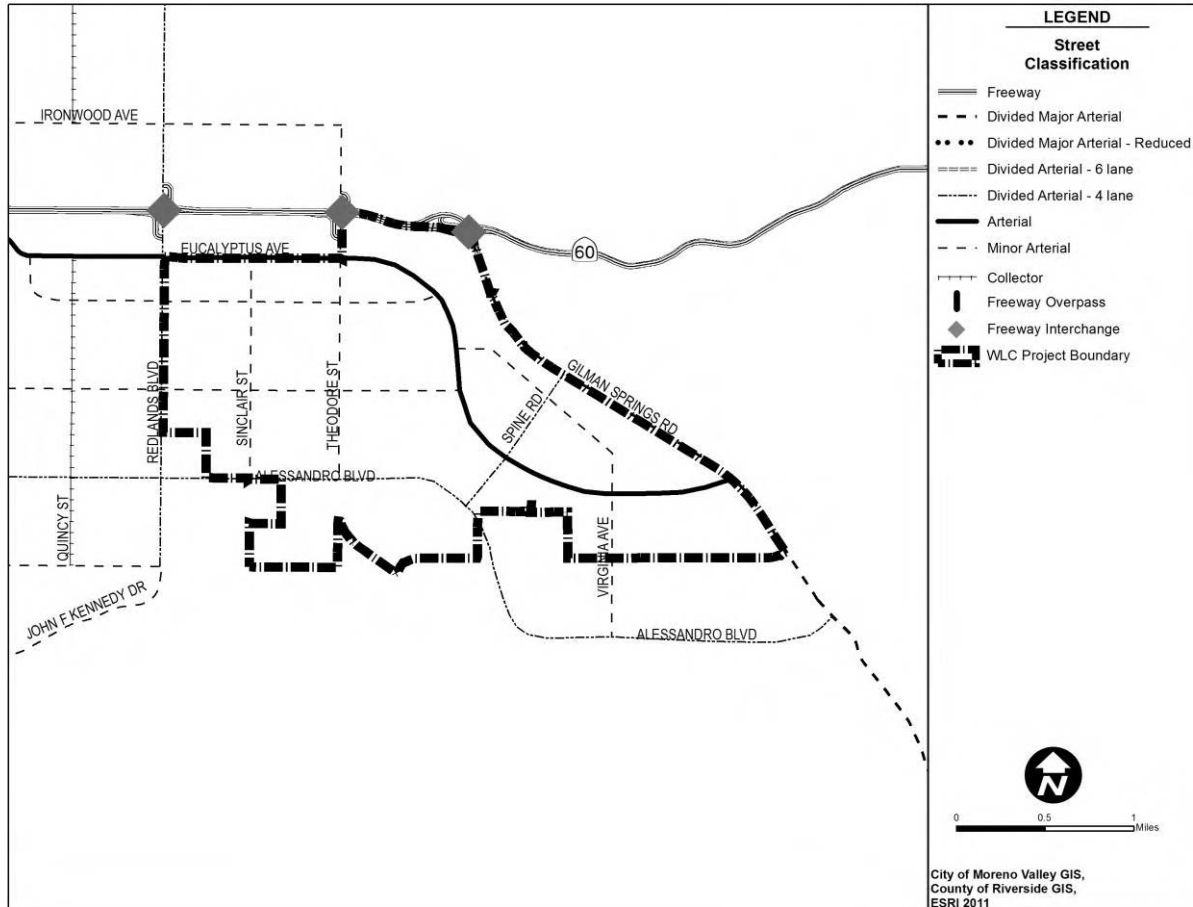 IRONWOOD AVE
EUCALYPTUS AVE
60
REDLANDS BLVD
SINCLAIR ST
THEODORE ST
GILMAN SPRINGS RD
SPINE RD
ALESSANDRO BLVD
QUINCY ST
VIRGINIA AVE
JOHN F KENNEDY DR
ALESSANDRO BLVD
LEGEND
Street
Classification
Freeway
Divided Major Arterial
Divided Major Arterial - Reduced
Divided Arterial - 6 lane
Divided Arterial - 4 lane
Arterial
Minor Arterial
Collector
Freeway Overpass
Freeway Interchange
WLC Project Boundary
N
0 0.5 1
Miles
City of Moreno Valley GIS,
County of Riverside GIS,
ESRI 2011